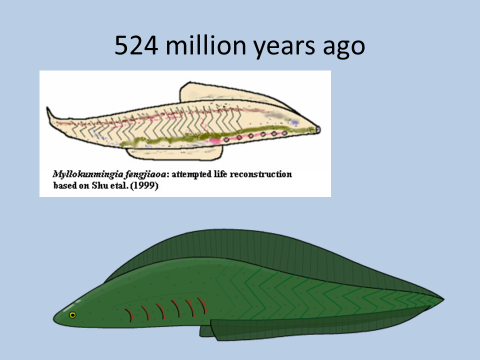 524 million years ago
Myllokunmingia fengjiaoa: attempted life reconstruction
based on Shu etal. (1999)